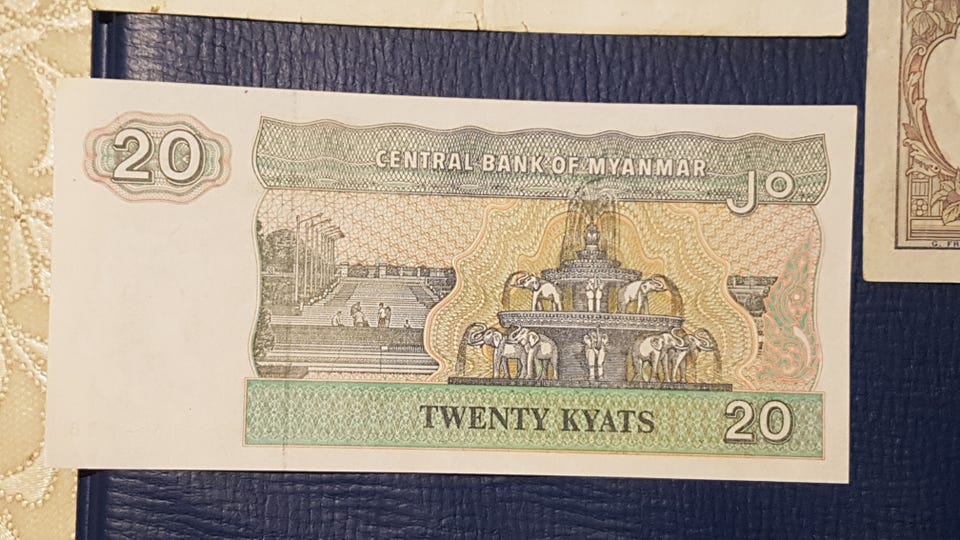 20
CENTRAL BANK OF MYANMAR
၂၀
TWENTY KYATS
20